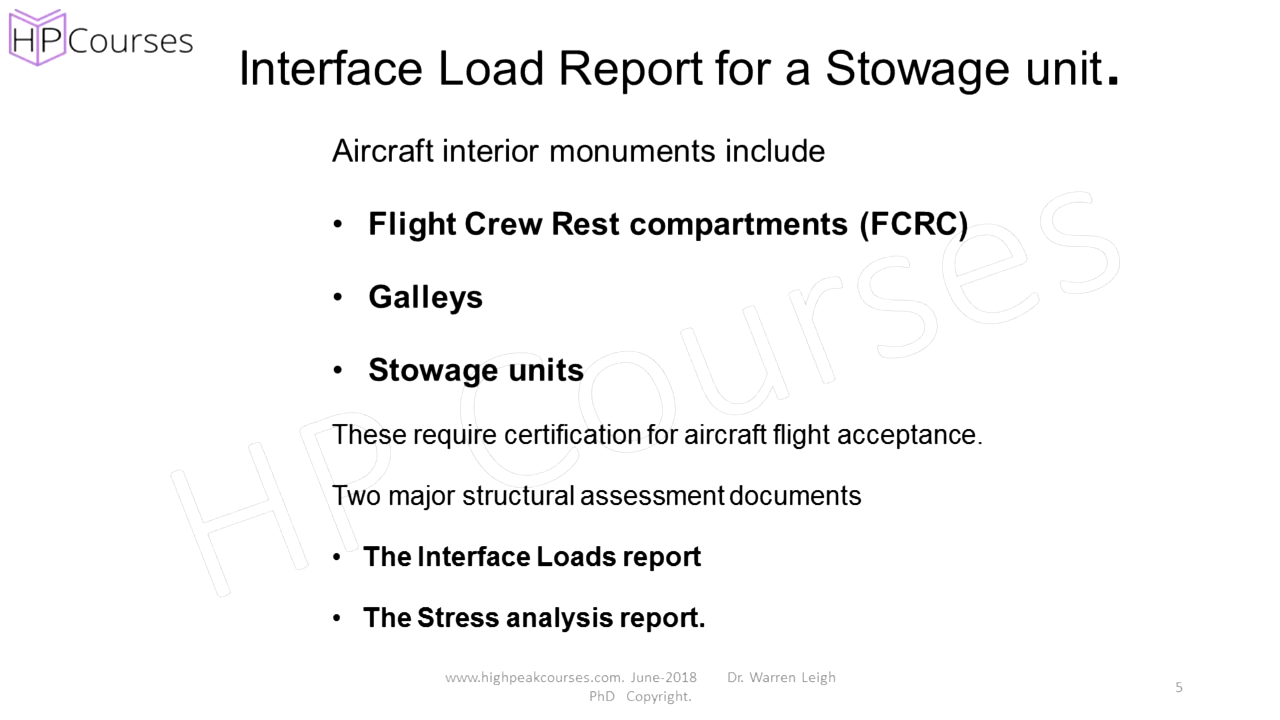 HP Courses
Interface Load Report for a Stowage unit.
Aircraft interior monuments include
• Flight Crew Rest compartments (FCRC)
• Galleys
• Stowage units
These require certification for aircraft flight acceptance.
Two major structural assessment documents
• The Interface Loads report
• The Stress analysis report.
HP Courses
www.highpeakcourses.com. June-2018 Dr. Warren Leigh
PhD Copyright.
5